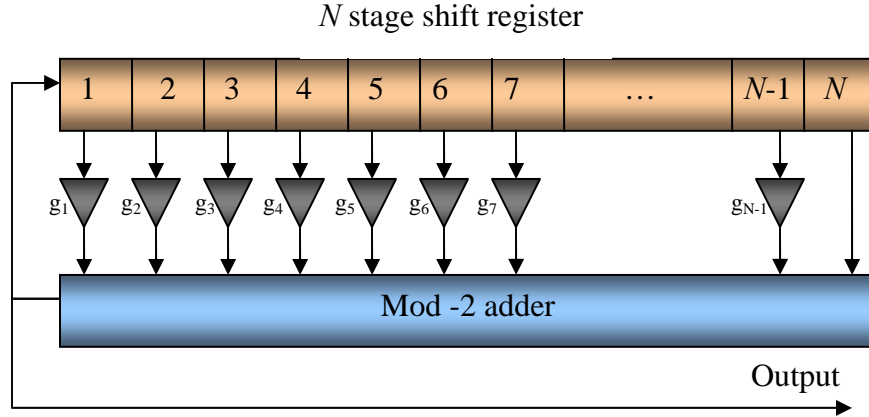 N stage shift register
1 2 3 4 5 6 7 ... N-1 N
g1 g2 g3 g4 g5 g6 g7 gN-1
Mod -2 adder
Output